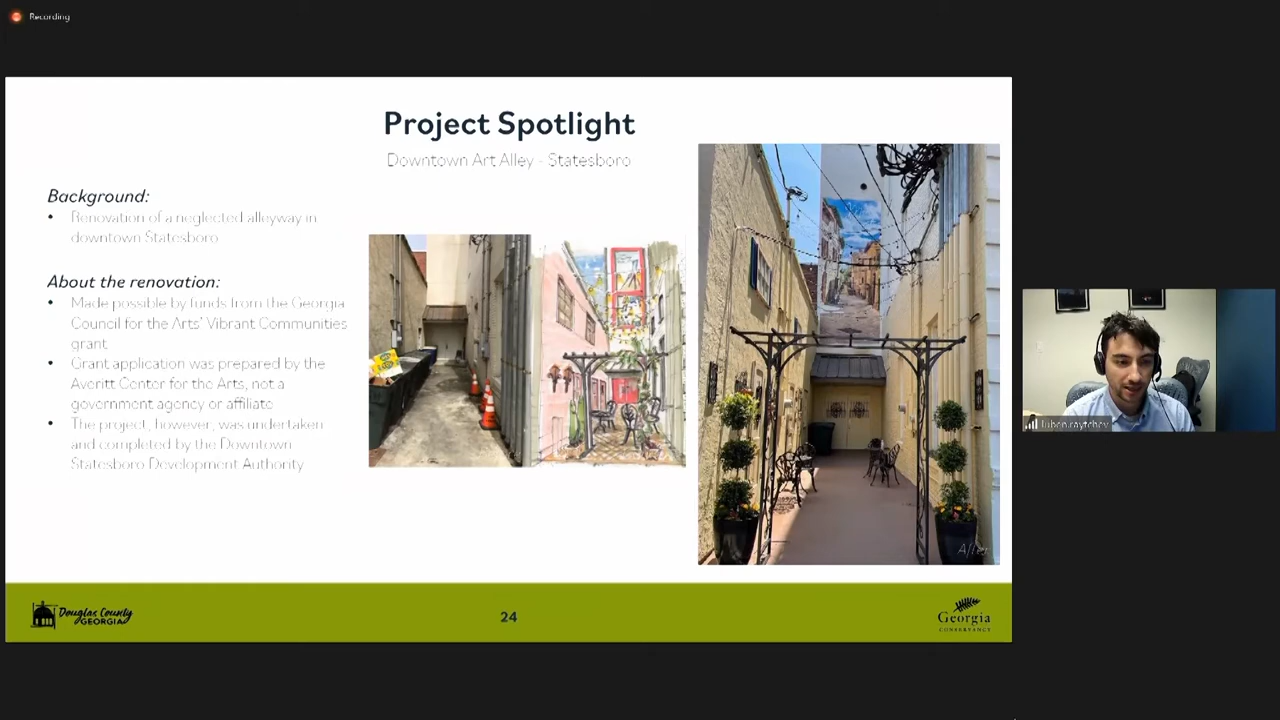 Recording
Project Spotlight
Downtown Art Alley - Statesboro
Background:
• Renovation of a neglected alleyway in
downtown Statesboro
About the renovation:
• Made possible by funds from the Georgia
Council for the Arts' Vibrant Communities
grant
• Grant application was prepared by the
Averitt Center for the Arts, not a
government agency or affiliate
• The project, however, was undertaken
and completed by the Downtown
Statesboro Development Authority
After
luben.raytchev
Douglas County
GEORGIA
24
Georgia
CONSERVANCY